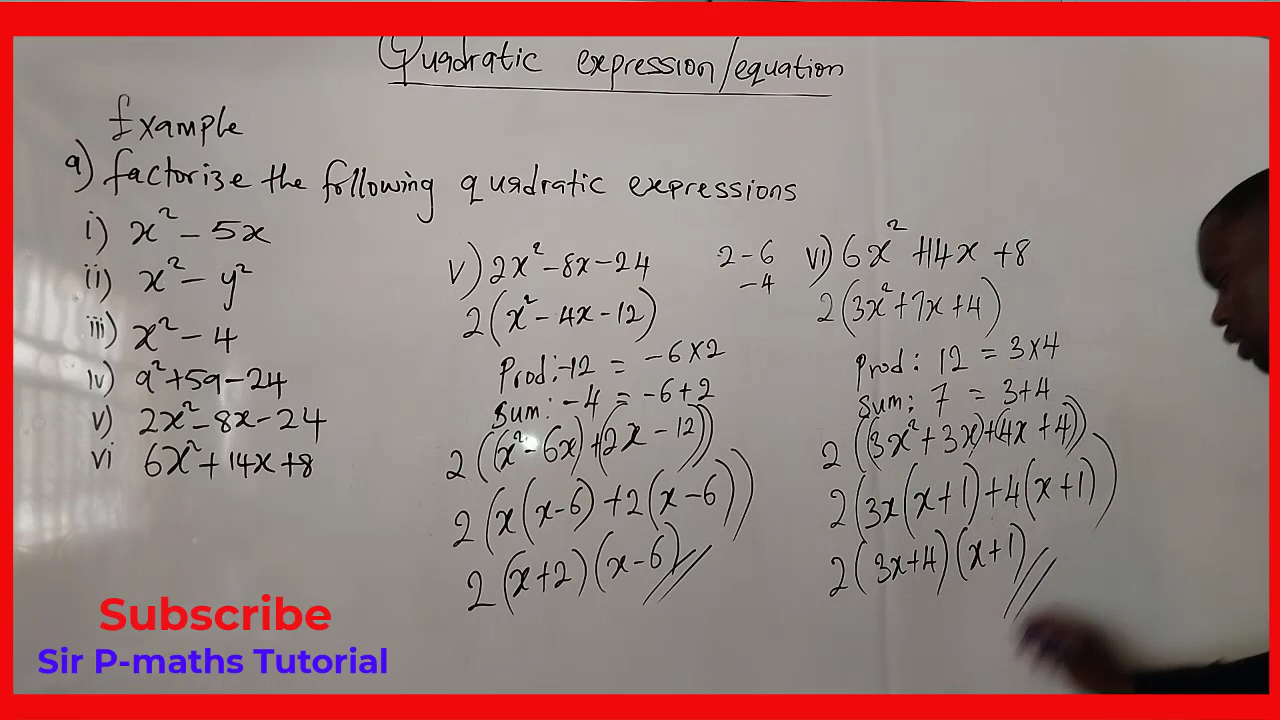 Quadratic expression/equation
Example
a) factorize the following quadratic expressions
i) x² - 5x
ii) x² - y²
iii) x² - 4
iv) a²+5a-24
v) 2x²-8x-24
vi 6x²+14x+8
v) 2x²-8x-24
2(x²-4x-12)
Prod:-12 = -6x2
Sum: -4 = -6+2
2((x²-6x)+(2x-12))
2(x(x-6)+2(x-6))
2(x+2)(x-6)//
2-6
-4
vi) 6x²+14x+8
2(3x²+7x+4)
Prod: 12 = 3x4
Sum: 7 = 3+4
2((3x²+3x)+(4x+4))
2(3x(x+1)+4(x+1))
2(3x+4)(x+1)//
Subscribe
Sir P-maths Tutorial